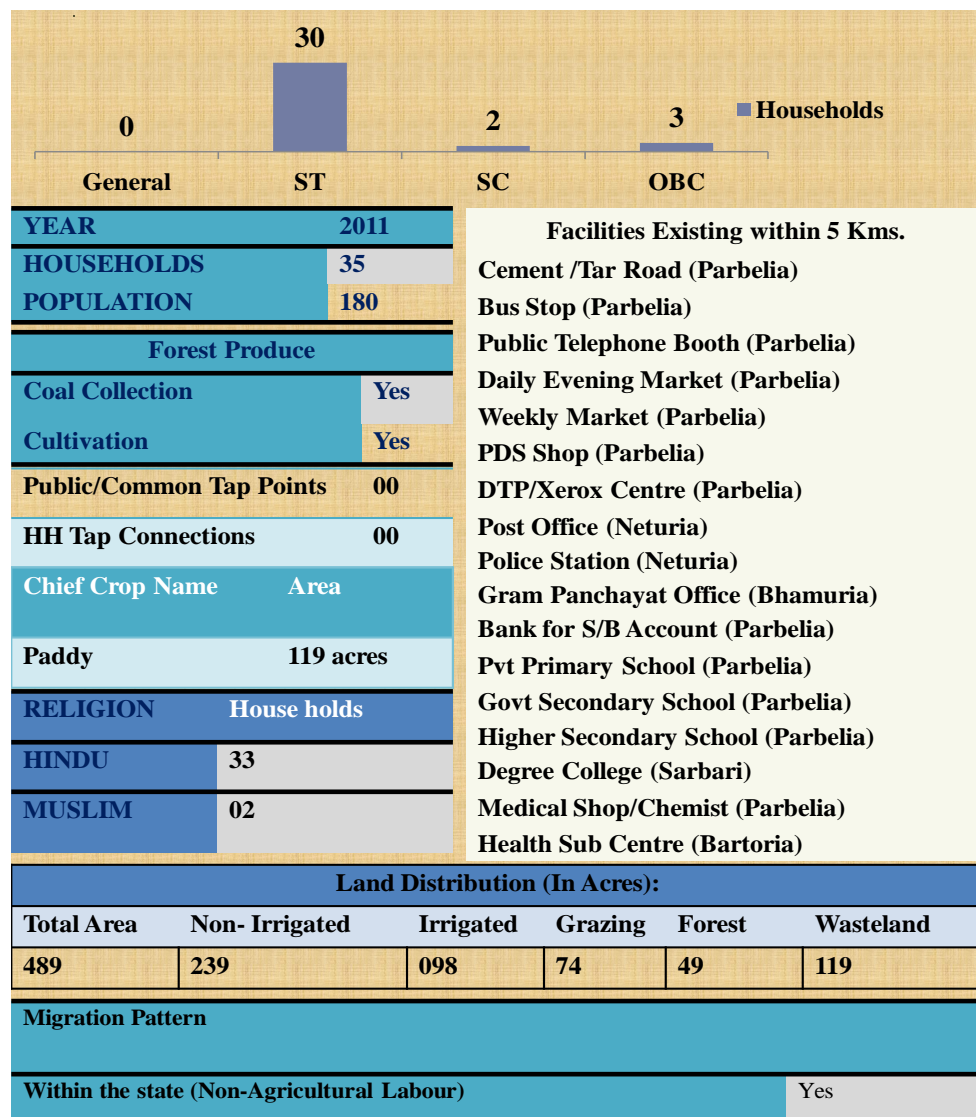 30
0
2
3
Households
General ST SC OBC
YEAR 2011
HOUSEHOLDS 35
POPULATION 180
Forest Produce
Coal Collection Yes
Cultivation Yes
Public/Common Tap Points 00
HH Tap Connections 00
Chief Crop Name Area
Paddy 119 acres
RELIGION House holds
HINDU 33
MUSLIM 02
Facilities Existing within 5 Kms.
Cement /Tar Road (Parbelia)
Bus Stop (Parbelia)
Public Telephone Booth (Parbelia)
Daily Evening Market (Parbelia)
Weekly Market (Parbelia)
PDS Shop (Parbelia)
DTP/Xerox Centre (Parbelia)
Post Office (Neturia)
Police Station (Neturia)
Gram Panchayat Office (Bhamuria)
Bank for S/B Account (Parbelia)
Pvt Primary School (Parbelia)
Govt Secondary School (Parbelia)
Higher Secondary School (Parbelia)
Degree College (Sarbari)
Medical Shop/Chemist (Parbelia)
Health Sub Centre (Bartoria)
Land Distribution (In Acres):
Total Area Non- Irrigated Irrigated Grazing Forest Wasteland
489 239 098 74 49 119
Migration Pattern
Within the state (Non-Agricultural Labour) Yes